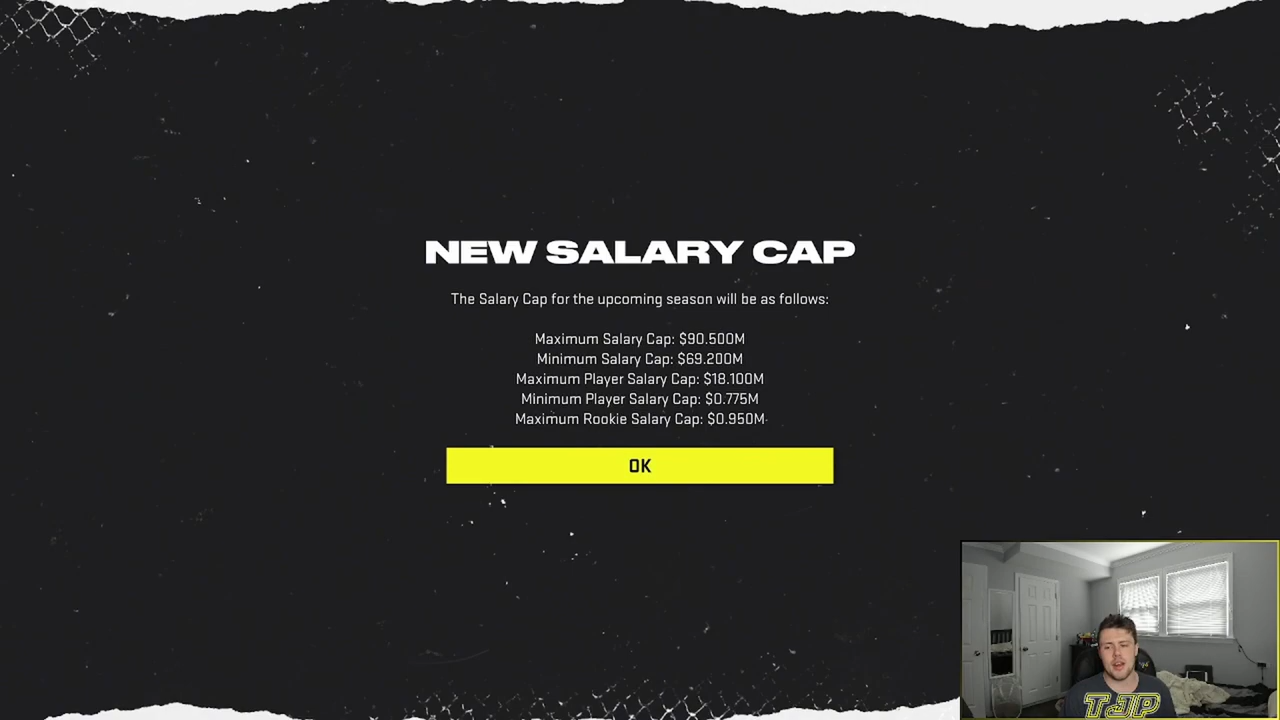 NEW SALARY CAP
The Salary Cap for the upcoming season will be as follows:
Maximum Salary Cap: $90.500M
Minimum Salary Cap: $69.200M
Maximum Player Salary Cap: $18.100M
Minimum Player Salary Cap: $0.775M
Maximum Rookie Salary Cap: $0.950M
OK
TJP